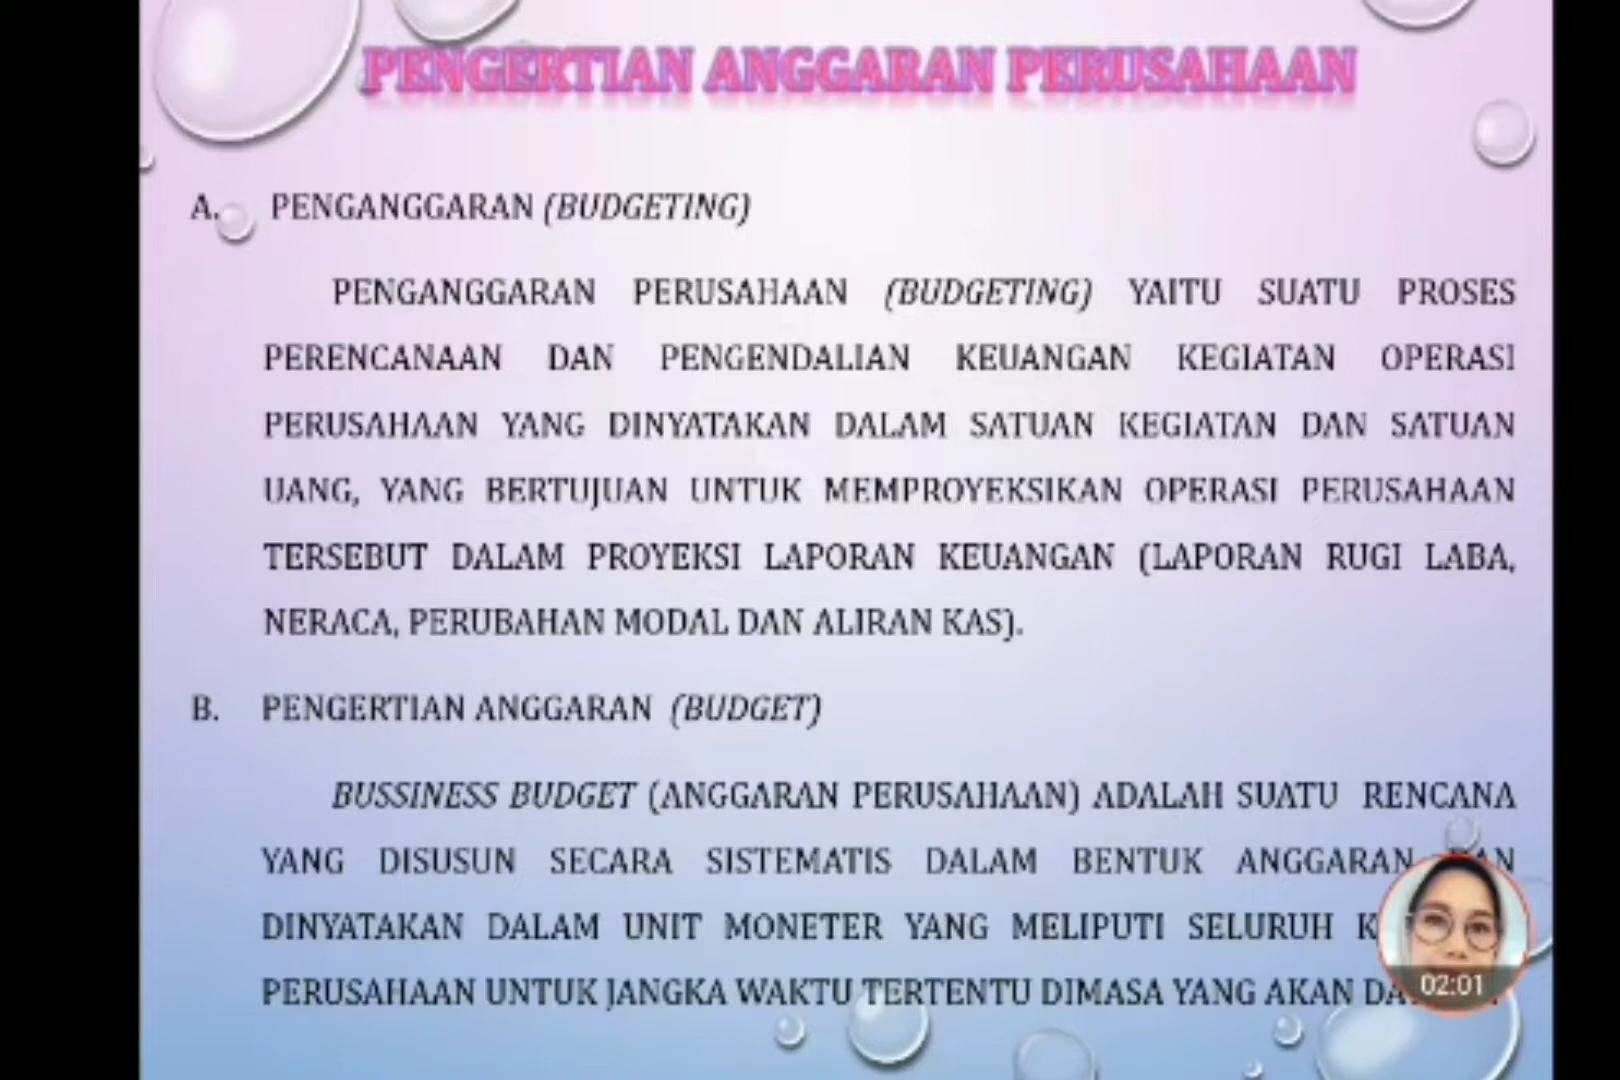 PENGERTIAN ANGGARAN PERUSAHAAN
A. PENGANGGARAN (BUDGETING)
PENGANGGARAN PERUSAHAAN (BUDGETING) YAITU SUATU PROSES
PERENCANAAN DAN PENGENDALIAN KEUANGAN KEGIATAN OPERASI
PERUSAHAAN YANG DINYATAKAN DALAM SATUAN KEGIATAN DAN SATUAN
UANG, YANG BERTUJUAN UNTUK MEMPROYEKSIKAN OPERASI PERUSAHAAN
TERSEBUT DALAM PROYEKSI LAPORAN KEUANGAN (LAPORAN RUGI LABA,
NERACA, PERUBAHAN MODAL DAN ALIRAN KAS).
B. PENGERTIAN ANGGARAN (BUDGET)
BUSSINESS BUDGET (ANGGARAN PERUSAHAAN) ADALAH SUATU RENCANA
YANG DISUSUN SECARA SISTEMATIS DALAM BENTUK ANGGARAN
DINYATAKAN DALAM UNIT MONETER YANG MELIPUTI SELURUH
PERUSAHAAN UNTUK JANGKA WAKTU TERTENTU DIMASA YANG AKAN
02:01